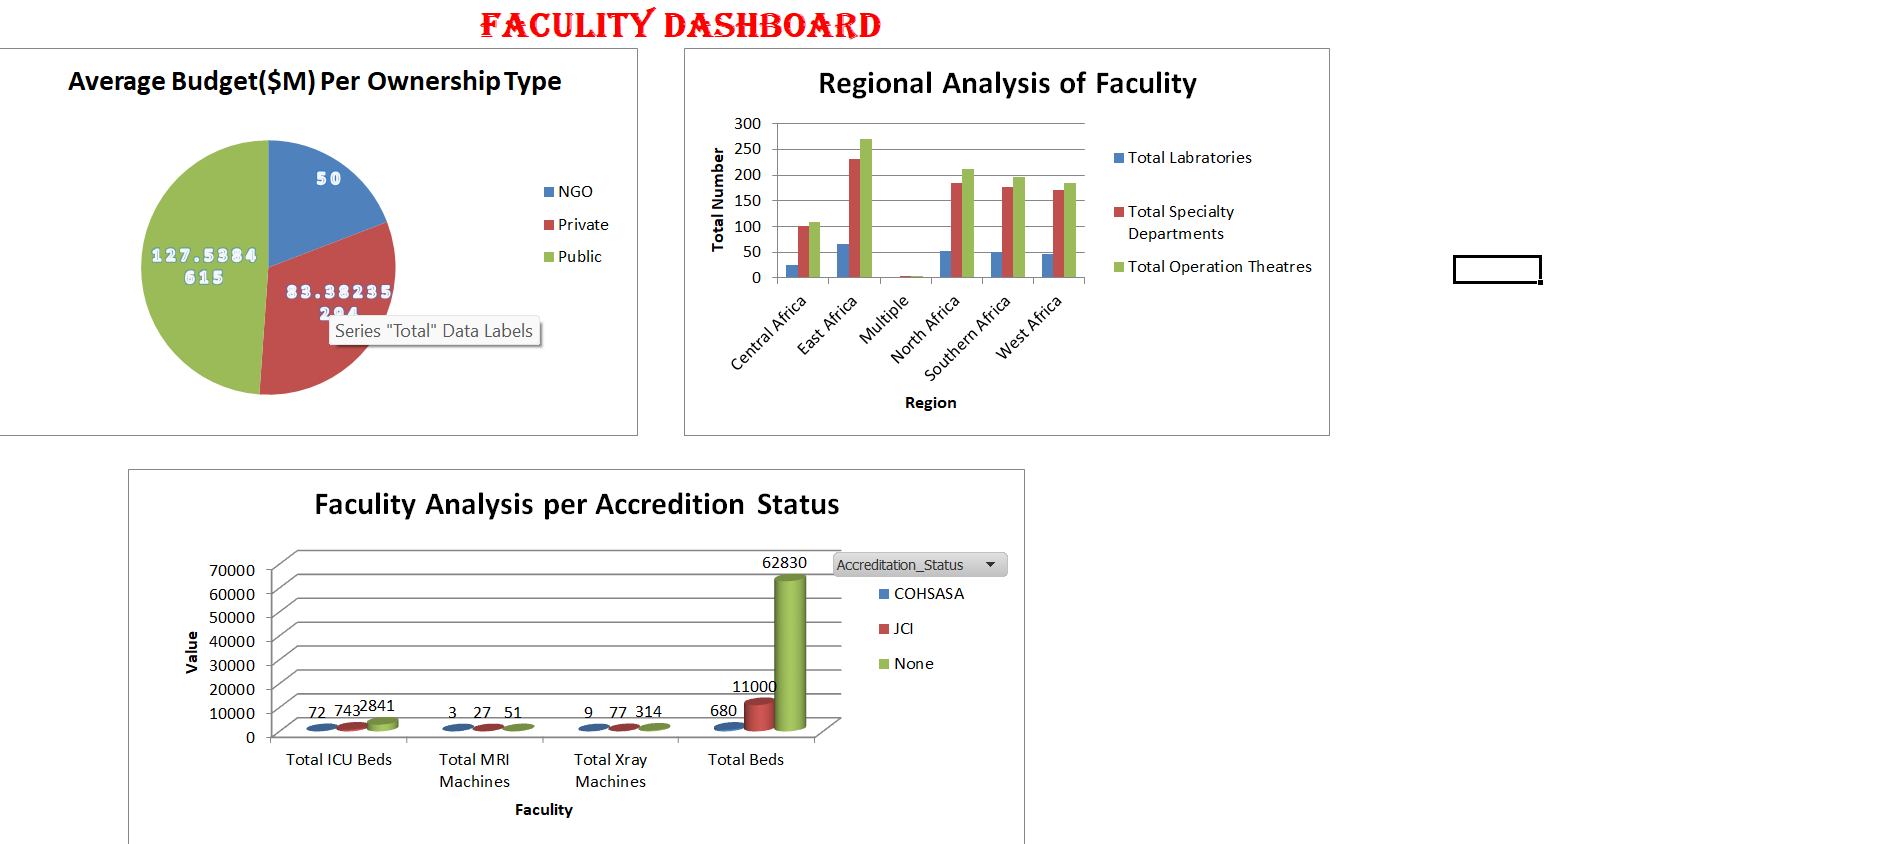 FACULITY DASHBOARD
Average Budget($M) Per Ownership Type
50
127.5384
615
83.38235
Series "Total" Data Labels
NGO
Private
Public
Regional Analysis of Faculity
300
250
200
150
100
50
0
Total Number
Central Africa
East Africa
Multiple
North Africa
Southern Africa
West Africa
Region
Total Labratories
Total Specialty
Departments
Total Operation Theatres
Faculity Analysis per Accredition Status
70000
60000
50000
40000
30000
20000
10000
0
Value
72 743 2841
3 27 51
9 77 314
680 11000 62830
Total ICU Beds
Total MRI
Machines
Total Xray
Machines
Total Beds
Faculity
Accreditation_Status
COHSASA
JCI
None